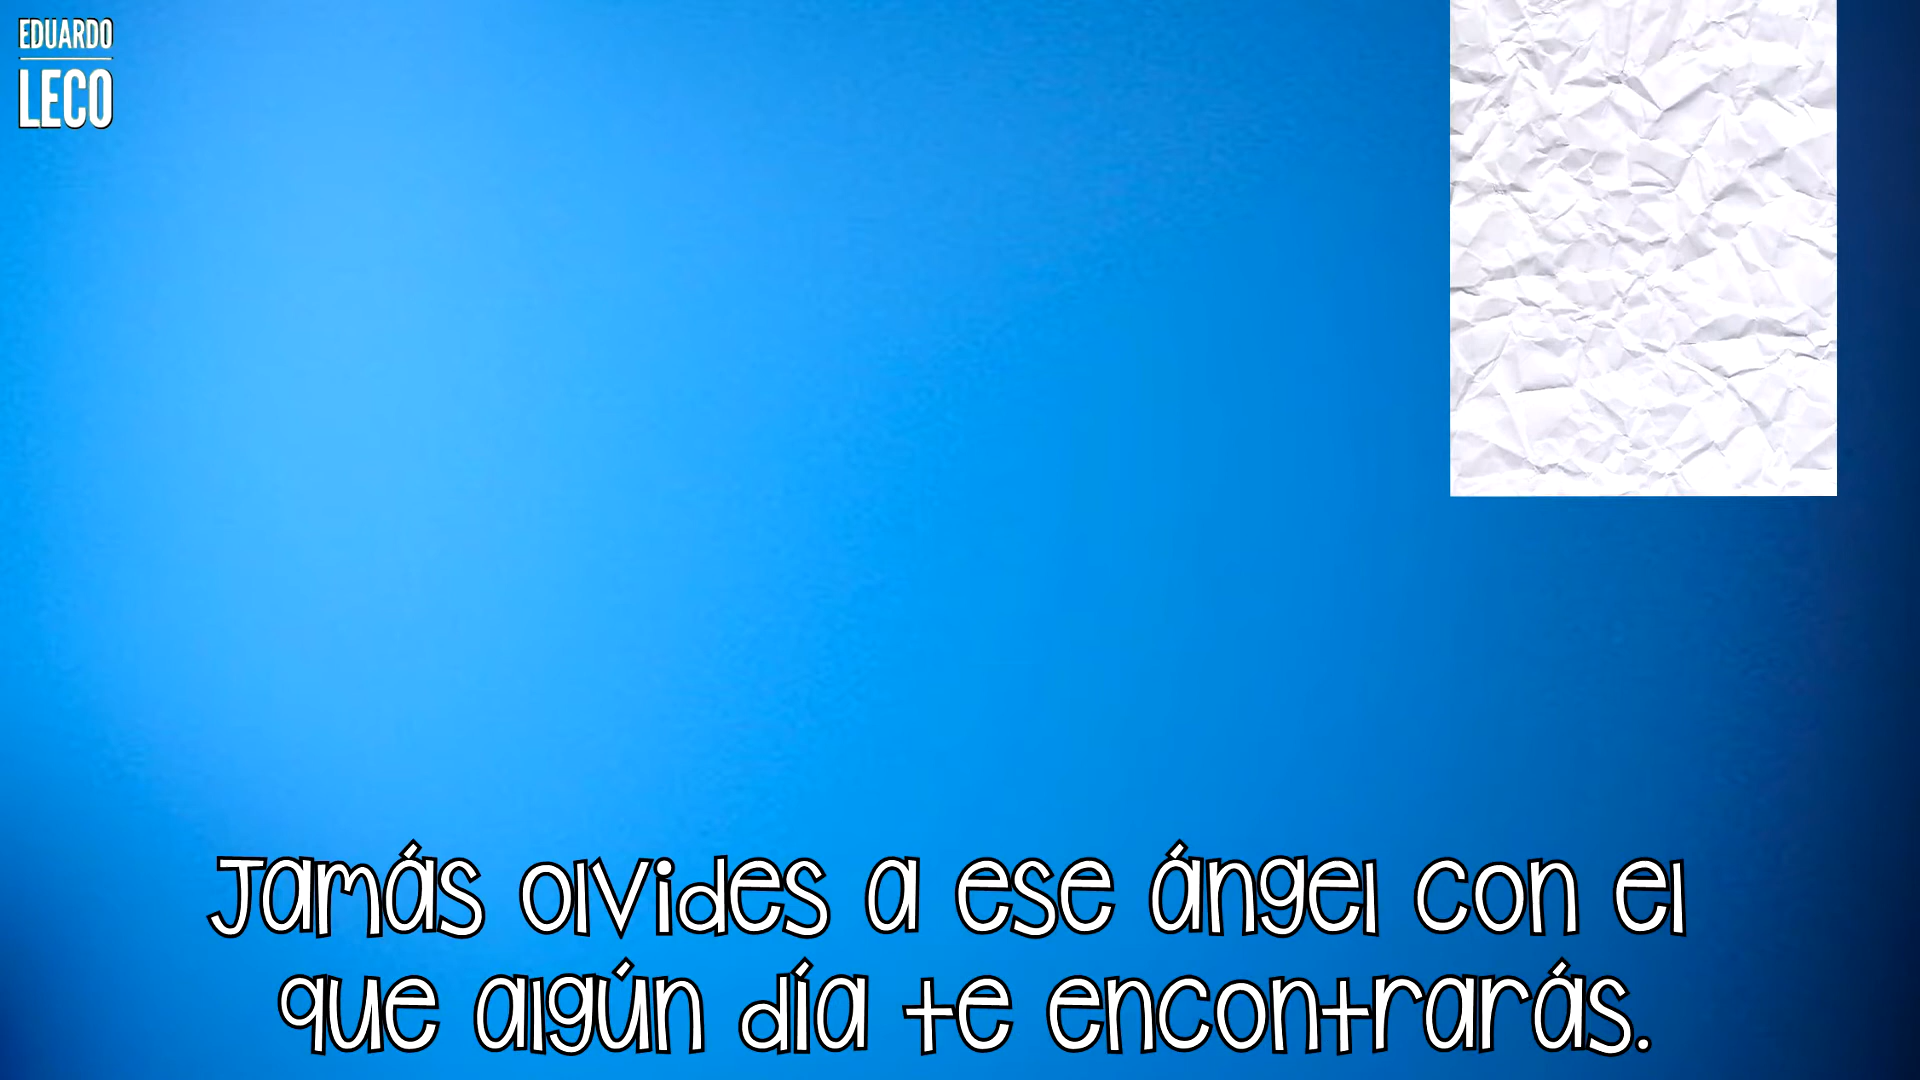 EDUARDO
LECO
Jamás olvides a ese ángel con el
que algún día te encontrarás.